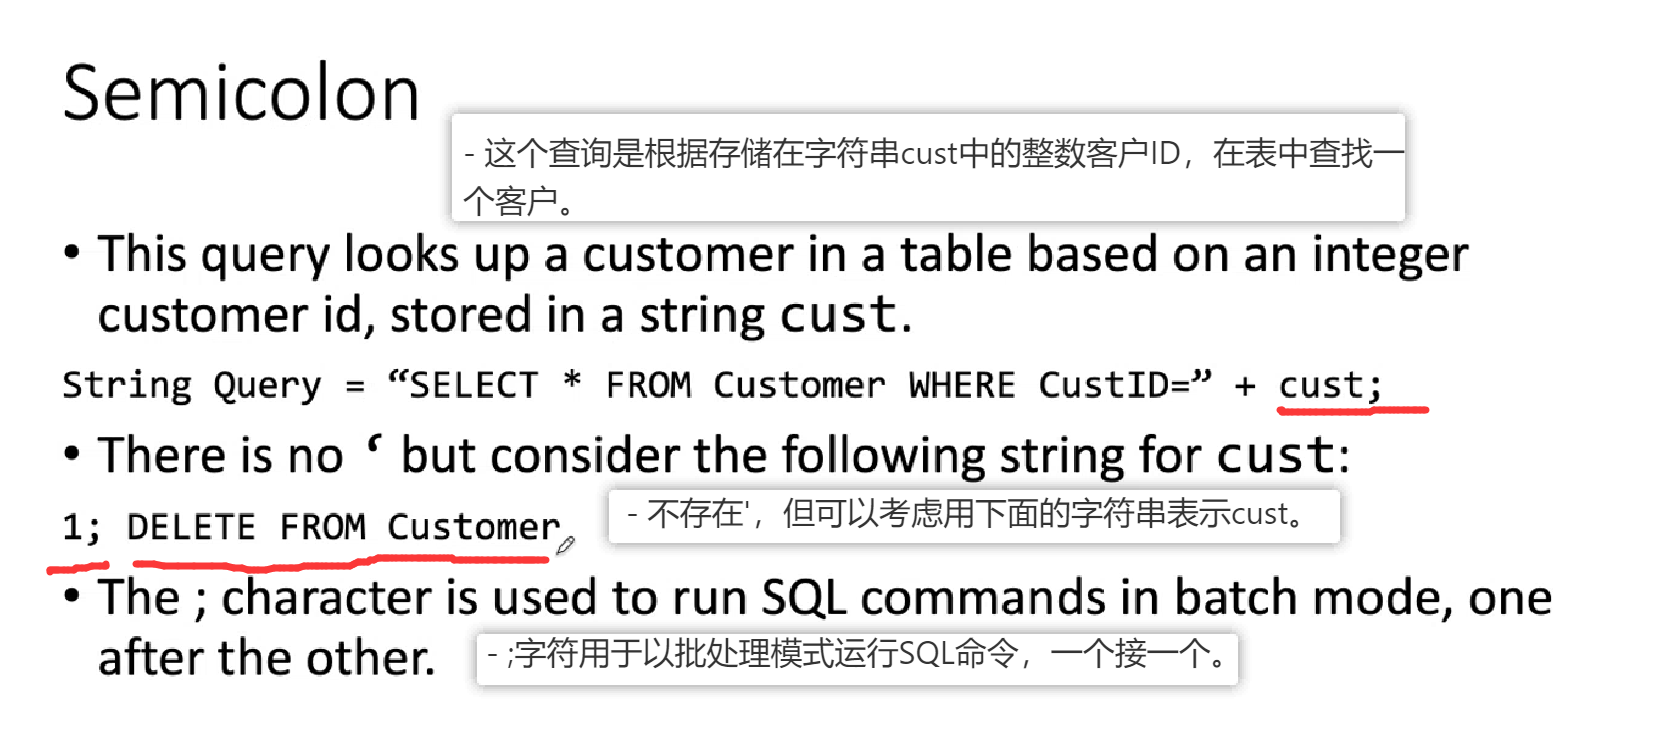 Semicolon
- 这个查询是根据存储在字符串cust中的整数客户ID，在表中查找一
个客户。
• This query looks up a customer in a table based on an integer
customer id, stored in a string cust.
String Query = “SELECT * FROM Customer WHERE CustID=” + cust;
• There is no ‘ but consider the following string for cust:
1; DELETE FROM Customer
- 不存在'，但可以考虑用下面的字符串表示cust。
• The ; character is used to run SQL commands in batch mode, one
after the other.
- ;字符用于以批处理模式运行SQL命令，一个接一个。